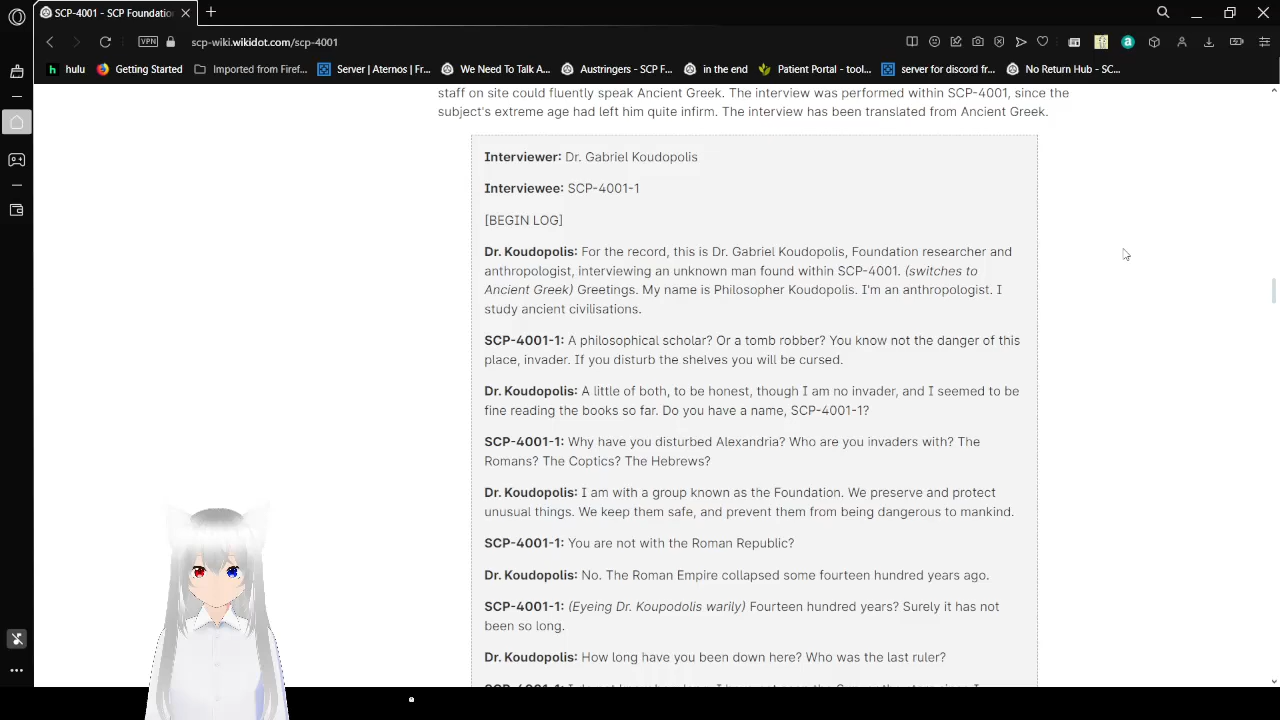 SCP-4001 - SCP Foundatio
scp-wiki.wikidot.com/scp-4001
VPN
hulu
Getting Started
Imported from Firef...
Server | Aternos | Fr...
We Need To Talk A...
Austringers - SCP F...
in the end
Patient Portal - tool...
server for discord fr...
No Return Hub - SC...
staff on site could fluently speak Ancient Greek. The interview was performed within SCP-4001, since the
subject's extreme age had left him quite infirm. The interview has been translated from Ancient Greek.
Interviewer: Dr. Gabriel Koudopolis
Interviewee: SCP-4001-1
[BEGIN LOG]
Dr. Koudopolis: For the record, this is Dr. Gabriel Koudopolis, Foundation researcher and
anthropologist, interviewing an unknown man found within SCP-4001. (switches to
Ancient Greek) Greetings. My name is Philosopher Koudopolis. I'm an anthropologist. I
study ancient civilisations.
SCP-4001-1: A philosophical scholar? Or a tomb robber? You know not the danger of this
place, invader. If you disturb the shelves you will be cursed.
Dr. Koudopolis: A little of both, to be honest, though I am no invader, and I seemed to be
fine reading the books so far. Do you have a name, SCP-4001-1?
SCP-4001-1: Why have you disturbed Alexandria? Who are you invaders with? The
Romans? The Coptics? The Hebrews?
Dr. Koudopolis: I am with a group known as the Foundation. We preserve and protect
unusual things. We keep them safe, and prevent them from being dangerous to mankind.
SCP-4001-1: You are not with the Roman Republic?
Dr. Koudopolis: No. The Roman Empire collapsed some fourteen hundred years ago.
SCP-4001-1: (Eyeing Dr. Koupodolis warily) Fourteen hundred years? Surely it has not
been so long.
Dr. Koudopolis: How long have you been down here? Who was the last ruler?